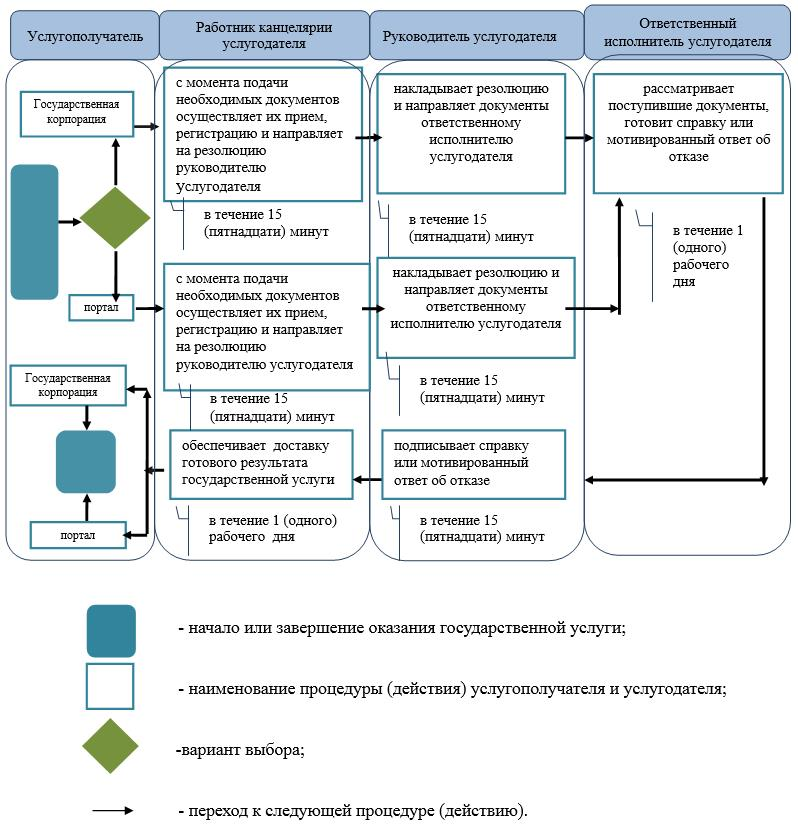 Услугополучатель
Работник канцелярии
услугодателя
Руководитель услугодателя
Ответственный
исполнитель услугодателя
Государственная
корпорация
с момента подачи
необходимых документов
осуществляет их прием,
регистрацию и направляет
на резолюцию
руководителю
услугодателя
накладывает резолюцию
и направляет документы
ответственному
исполнителю
услугодателя
рассматривает
поступившие документы,
готовит справку или
мотивированный ответ об
отказе
в течение 15
(пятнадцати) минут
в течение 15
(пятнадцати) минут
в течение 1
(одного)
рабочего
дня
портал
с момента подачи
необходимых документов
осуществляет их прием,
регистрацию и направляет
на резолюцию
руководителю услугодателя
накладывает резолюцию и
направляет документы
ответственному
исполнителю услугодателя
в течение 15
(пятнадцати) минут
в течение 15
(пятнадцати) минут
Государственная
корпорация
обеспечивает доставку
готового результата
государственной услуги
подписывает справку
или мотивированный
ответ об отказе
портал
в течение 1 (одного)
рабочего дня
в течение 15
(пятнадцати) минут
- начало или завершение оказания государственной услуги;
- наименование процедуры (действия) услугополучателя и услугодателя;
-вариант выбора;
- переход к следующей процедуре (действию).